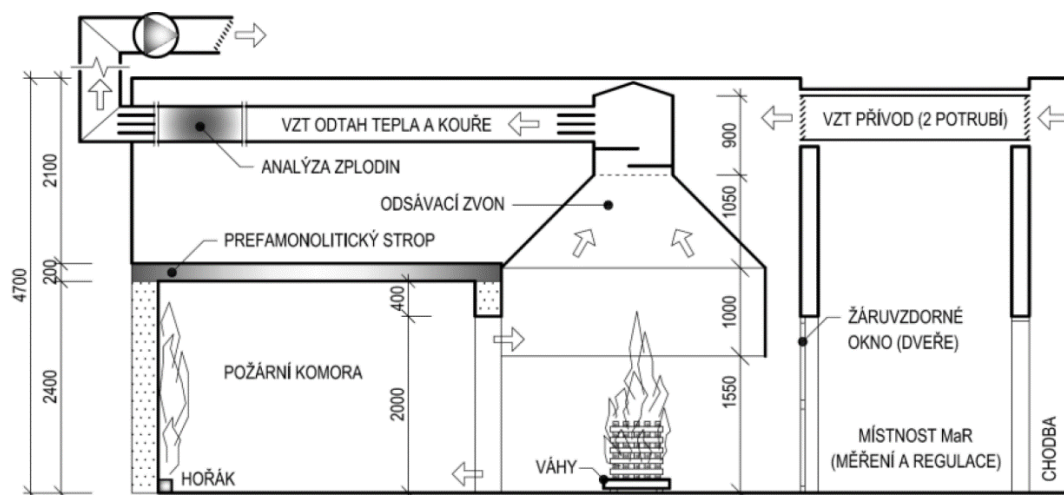 VZT ODTAH TEPLA A KOUŘE
VZT PŘÍVOD (2 POTRUBÍ)
ANALÝZA ZPLODIN
ODSÁVACÍ ZVON
PREFAMONOLITICKÝ STROP
POŽÁRNÍ KOMORA
HOŘÁK
VÁHY
ŽÁRUVZDORNÉ
OKNO (DVEŘE)
MÍSTNOST MaR
(MĚŘENÍ A REGULACE)
CHODBA
4700
2100
200
2400
400
2000
900
1050
1000
1550